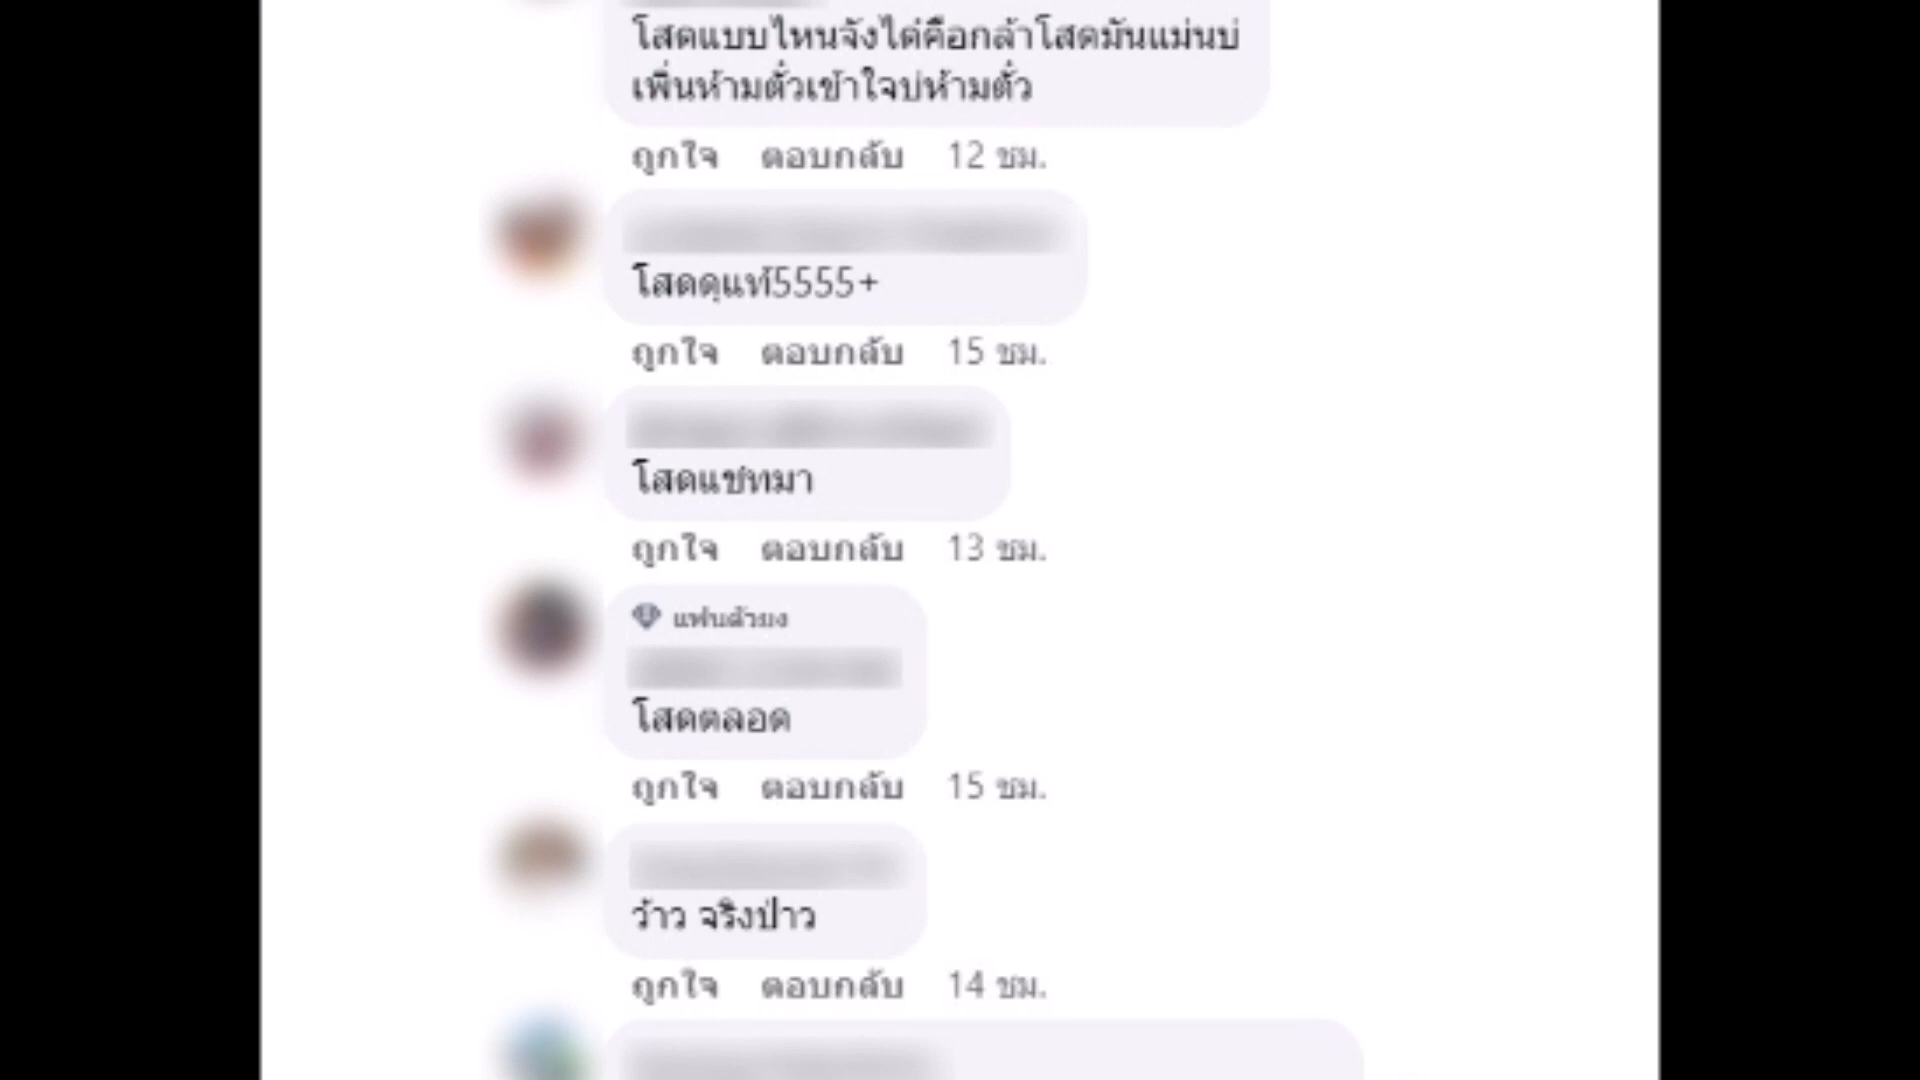 โสดแบบไหนจังไต่คือกล้าโสดมันแม่นบ่
เพิ่นห้ามตั่วเข้าใจบ่ห้ามตั่ว
ถูกใจ ตอบกลับ 12 ชม.
โสดดุแท้5555+
ถูกใจ ตอบกลับ 15 ชม.
โสดแชทมา
ถูกใจ ตอบกลับ 13 ชม.
แฟนตัวยง
โสดตลอด
ถูกใจ ตอบกลับ 15 ชม.
ว้าว จริงป่าว
ถูกใจ ตอบกลับ 14 ชม.